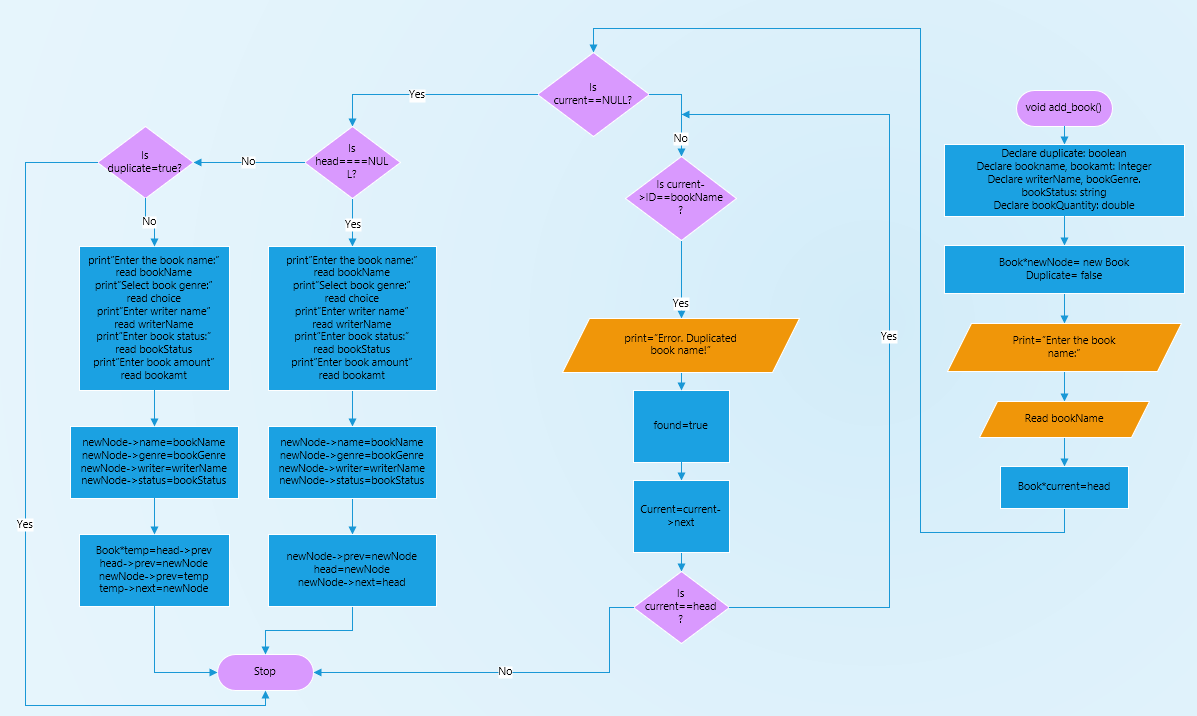 void add_book()
Declare duplicate: boolean
Declare bookname, bookamt: Integer
Declare writerName, bookGenre.
bookStatus: string
Declare bookQuantity: double
Book*newNode= new Book
Duplicate= false
Print=“Enter the book
name:”
Read bookName
Book*current=head
Is
current==NULL?
Yes
No
Is current-
>ID==bookName
?
Yes
print=“Error. Duplicated
book name!”
found=true
Current=current-
>next
Is
current==head
?
Yes
No
Is
head====NUL
L?
No
Yes
print“Enter the book name:”
read bookName
print“Select book genre:”
read choice
print“Enter writer name”
read writerName
print“Enter book status:”
read bookStatus
print“Enter book amount”
read bookamt
newNode->name=bookName
newNode->genre=bookGenre
newNode->writer=writerName
newNode->status=bookStatus
newNode->prev=newNode
head=newNode
newNode->next=head
Is
duplicate=true?
No
Yes
print“Enter the book name:”
read bookName
print“Select book genre:”
read choice
print“Enter writer name”
read writerName
print“Enter book status:”
read bookStatus
print“Enter book amount”
read bookamt
newNode->name=bookName
newNode->genre=bookGenre
newNode->writer=writerName
newNode->status=bookStatus
Book*temp=head->prev
head->prev=newNode
newNode->prev=temp
temp->next=newNode
Stop